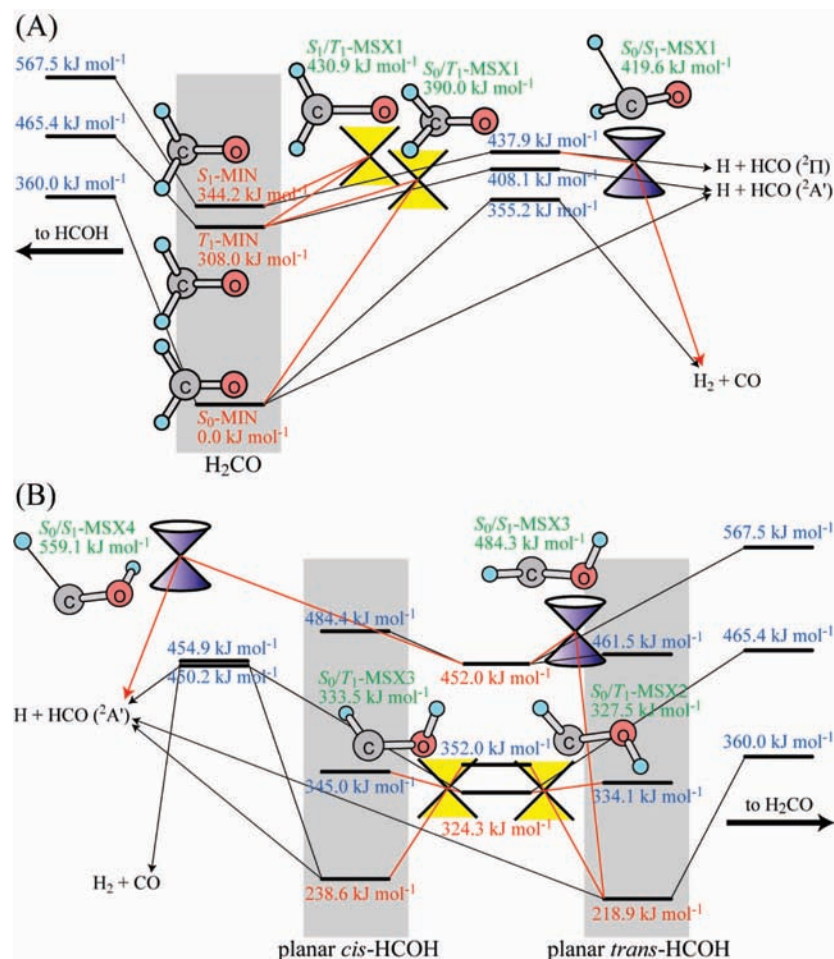 (A)
567.5 kJ mol⁻¹
465.4 kJ mol⁻¹
360.0 kJ mol⁻¹
to HCOH
C O
S₁-MIN
344.2 kJ mol⁻¹
T₁-MIN
308.0 kJ mol⁻¹
C O
C O
S₀-MIN
0.0 kJ mol⁻¹
H₂CO
S₁/T₁-MSX1
430.9 kJ mol⁻¹
C O
S₀/T₁-MSX1
390.0 kJ mol⁻¹
C O
S₀/S₁-MSX1
419.6 kJ mol⁻¹
C O
437.9 kJ mol⁻¹
408.1 kJ mol⁻¹
355.2 kJ mol⁻¹
H + HCO (²Π)
H + HCO (²A')
H₂ + CO
(B)
S₀/S₁-MSX4
559.1 kJ mol⁻¹
C O
454.9 kJ mol⁻¹
450.2 kJ mol⁻¹
H + HCO (²A')
H₂ + CO
484.4 kJ mol⁻¹
S₀/T₁-MSX3
333.5 kJ mol⁻¹
C O
345.0 kJ mol⁻¹
238.6 kJ mol⁻¹
planar cis-HCOH
S₀/S₁-MSX3
484.3 kJ mol⁻¹
C O
452.0 kJ mol⁻¹
352.0 kJ mol⁻¹
324.3 kJ mol⁻¹
461.5 kJ mol⁻¹
S₀/T₁-MSX2
327.5 kJ mol⁻¹
C O
334.1 kJ mol⁻¹
218.9 kJ mol⁻¹
planar trans-HCOH
567.5 kJ mol⁻¹
465.4 kJ mol⁻¹
360.0 kJ mol⁻¹
to H₂CO